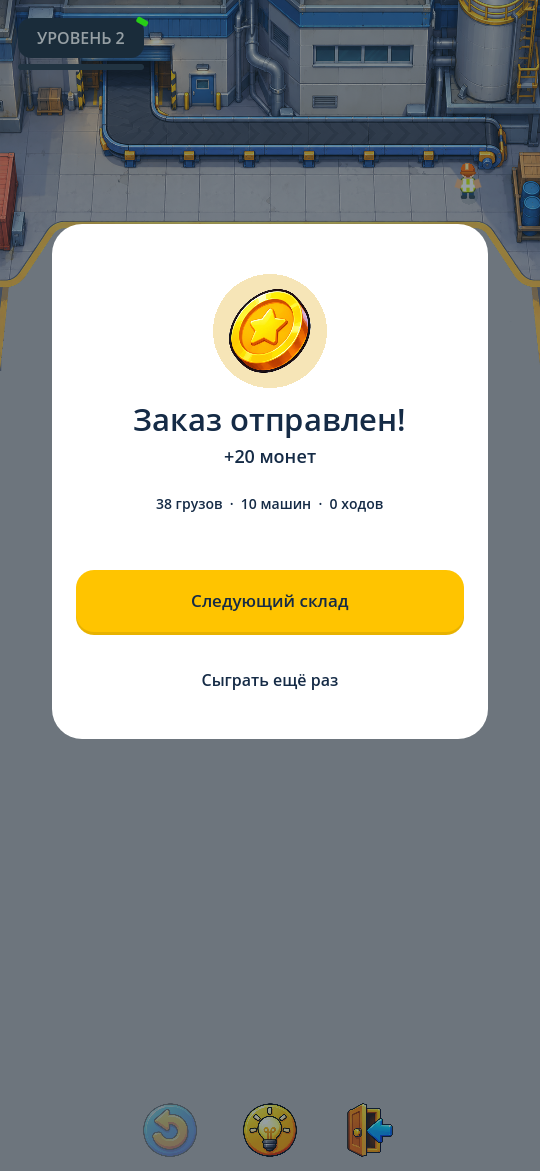 УРОВЕНЬ 2
Заказ отправлен!
+20 монет
38 грузов · 10 машин · 0 ходов
Следующий склад
Сыграть ещё раз